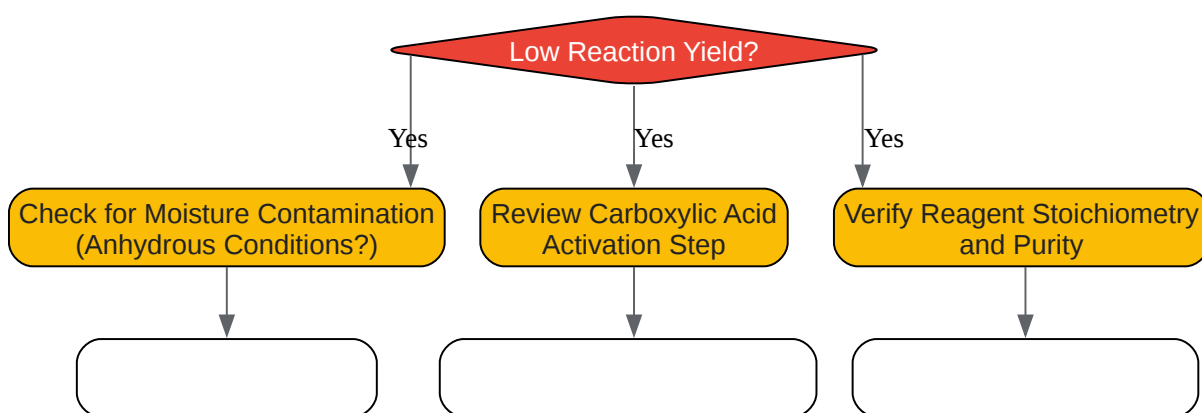 Low Reaction Yield?
Yes
Yes
Yes
Check for Moisture Contamination
(Anhydrous Conditions?)
Review Carboxylic Acid
Activation Step
Verify Reagent Stoichiometry
and Purity